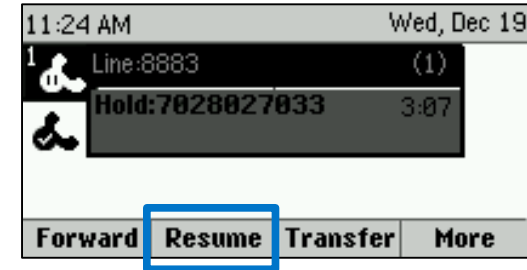 11:24 AM Wed, Dec 19
1 Line:8883 (1)
Hold:7028027033 3:07
Forward Resume Transfer More